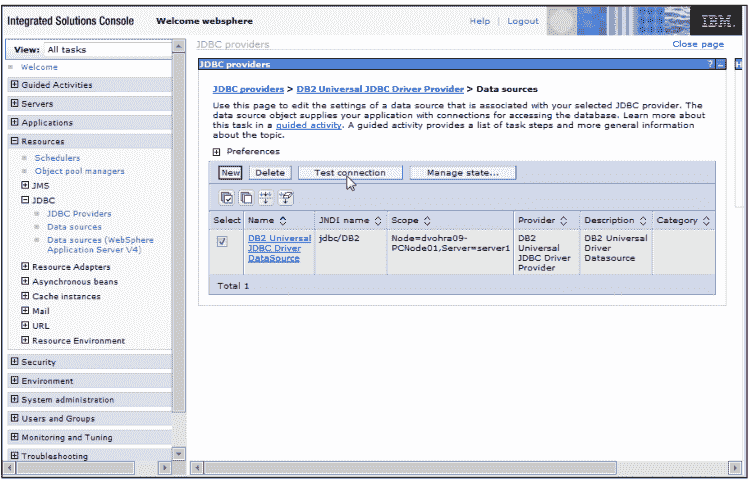 Integrated Solutions Console Welcome websphere Help | Logout IBM.
View: All tasks
Welcome
Guided Activities
Servers
Applications
Resources
Schedulers
Object pool managers
JMS
JDBC
JDBC Providers
Data sources
Data sources (WebSphere
Application Server V4)
Resource Adapters
Asynchronous beans
Cache instances
Mail
URL
Resource Environment
Security
Environment
System administration
Users and Groups
Monitoring and Tuning
Troubleshooting
JDBC providers Close page
JDBC providers ? H
JDBC providers > DB2 Universal JDBC Driver Provider > Data sources
Use this page to edit the settings of a data source that is associated with your selected JDBC provider. The
data source object supplies your application with connections for accessing the database. Learn more about
this task in a guided activity. A guided activity provides a list of task steps and more general information
about the topic.
Preferences
New Delete Test connection Manage state...
Select Name JNDI name Scope Provider Description Category
DB2 Universal jdbc/DB2 Node=dvohra09- DB2 DB2 Universal
JDBC Driver PCNode01,Server=server1 Universal Driver
DataSource JDBC Driver Datasource
Provider
Total 1